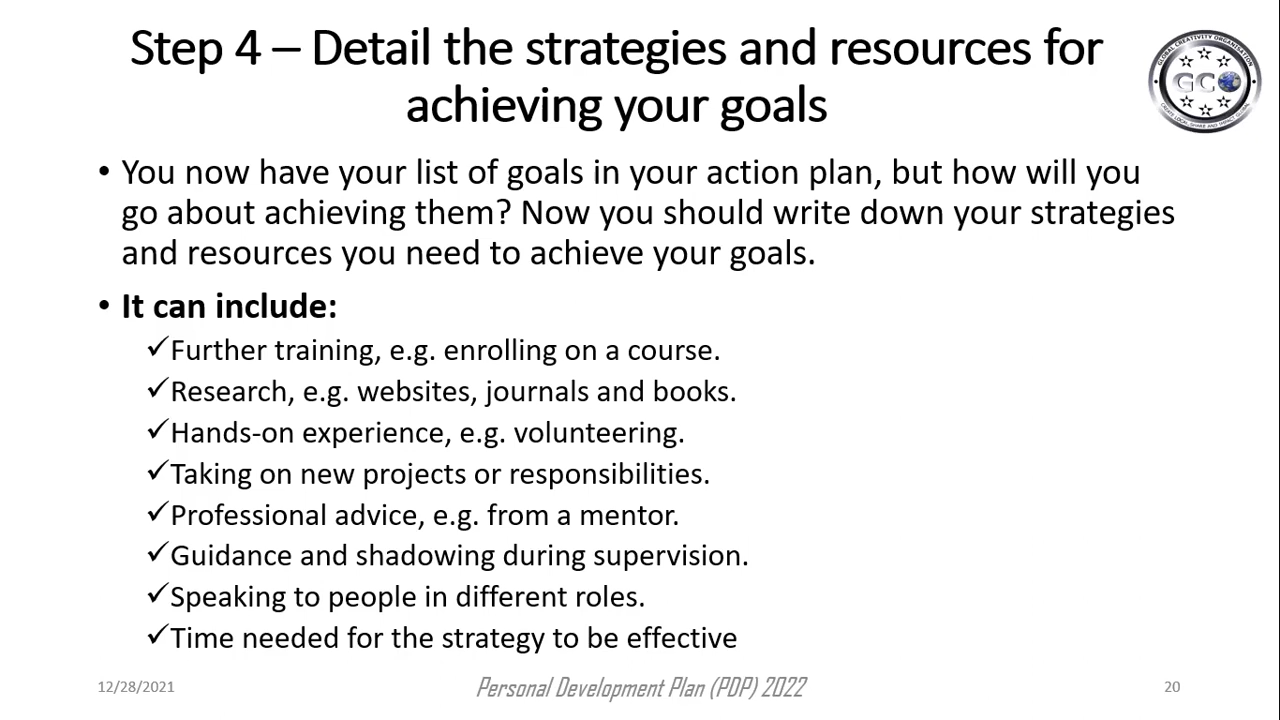 Step 4 – Detail the strategies and resources for
achieving your goals
GLOBAL CREATIVITY ORGANISATION
GCO
• You now have your list of goals in your action plan, but how will you
go about achieving them? Now you should write down your strategies
and resources you need to achieve your goals.
• It can include:
✓Further training, e.g. enrolling on a course.
✓Research, e.g. websites, journals and books.
✓Hands-on experience, e.g. volunteering.
✓Taking on new projects or responsibilities.
✓Professional advice, e.g. from a mentor.
✓Guidance and shadowing during supervision.
✓Speaking to people in different roles.
✓Time needed for the strategy to be effective
12/28/2021
Personal Development Plan (PDP) 2022
20